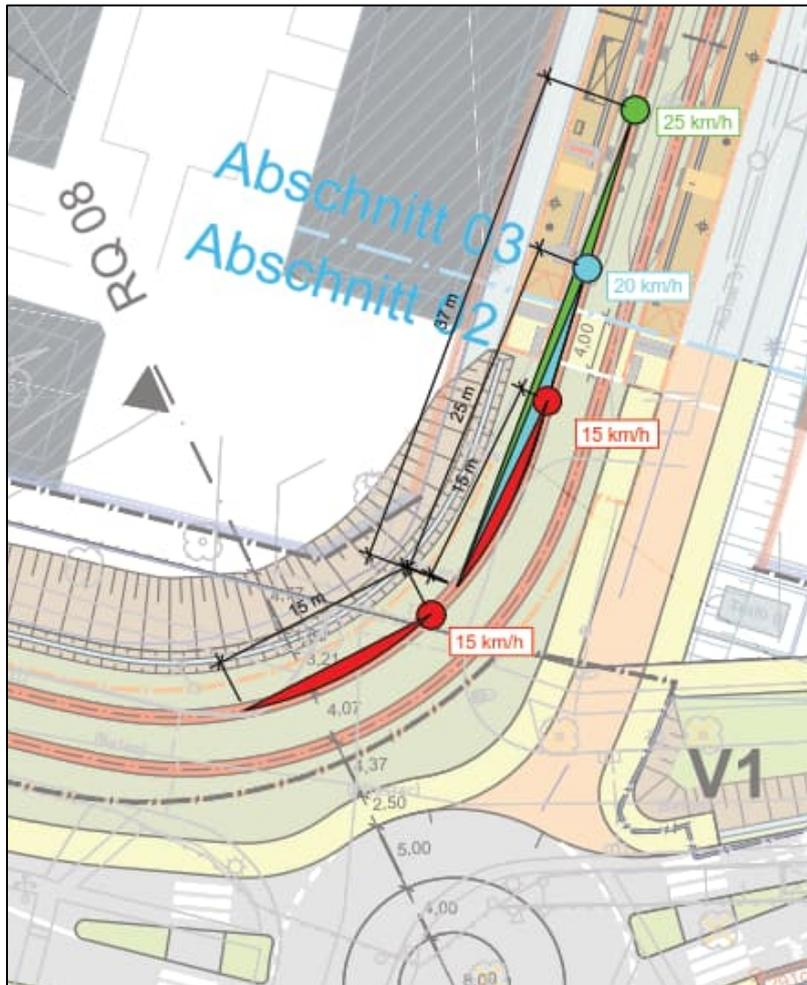 25 km/h
Abschnitt 03
RQ 08
Abschnitt 02
20 km/h
37 m
4,00
25 m
15 km/h
15 m
15 m
15 km/h
3,21
4,07
V1
4,37
2,50
5,00
4,00
8,00